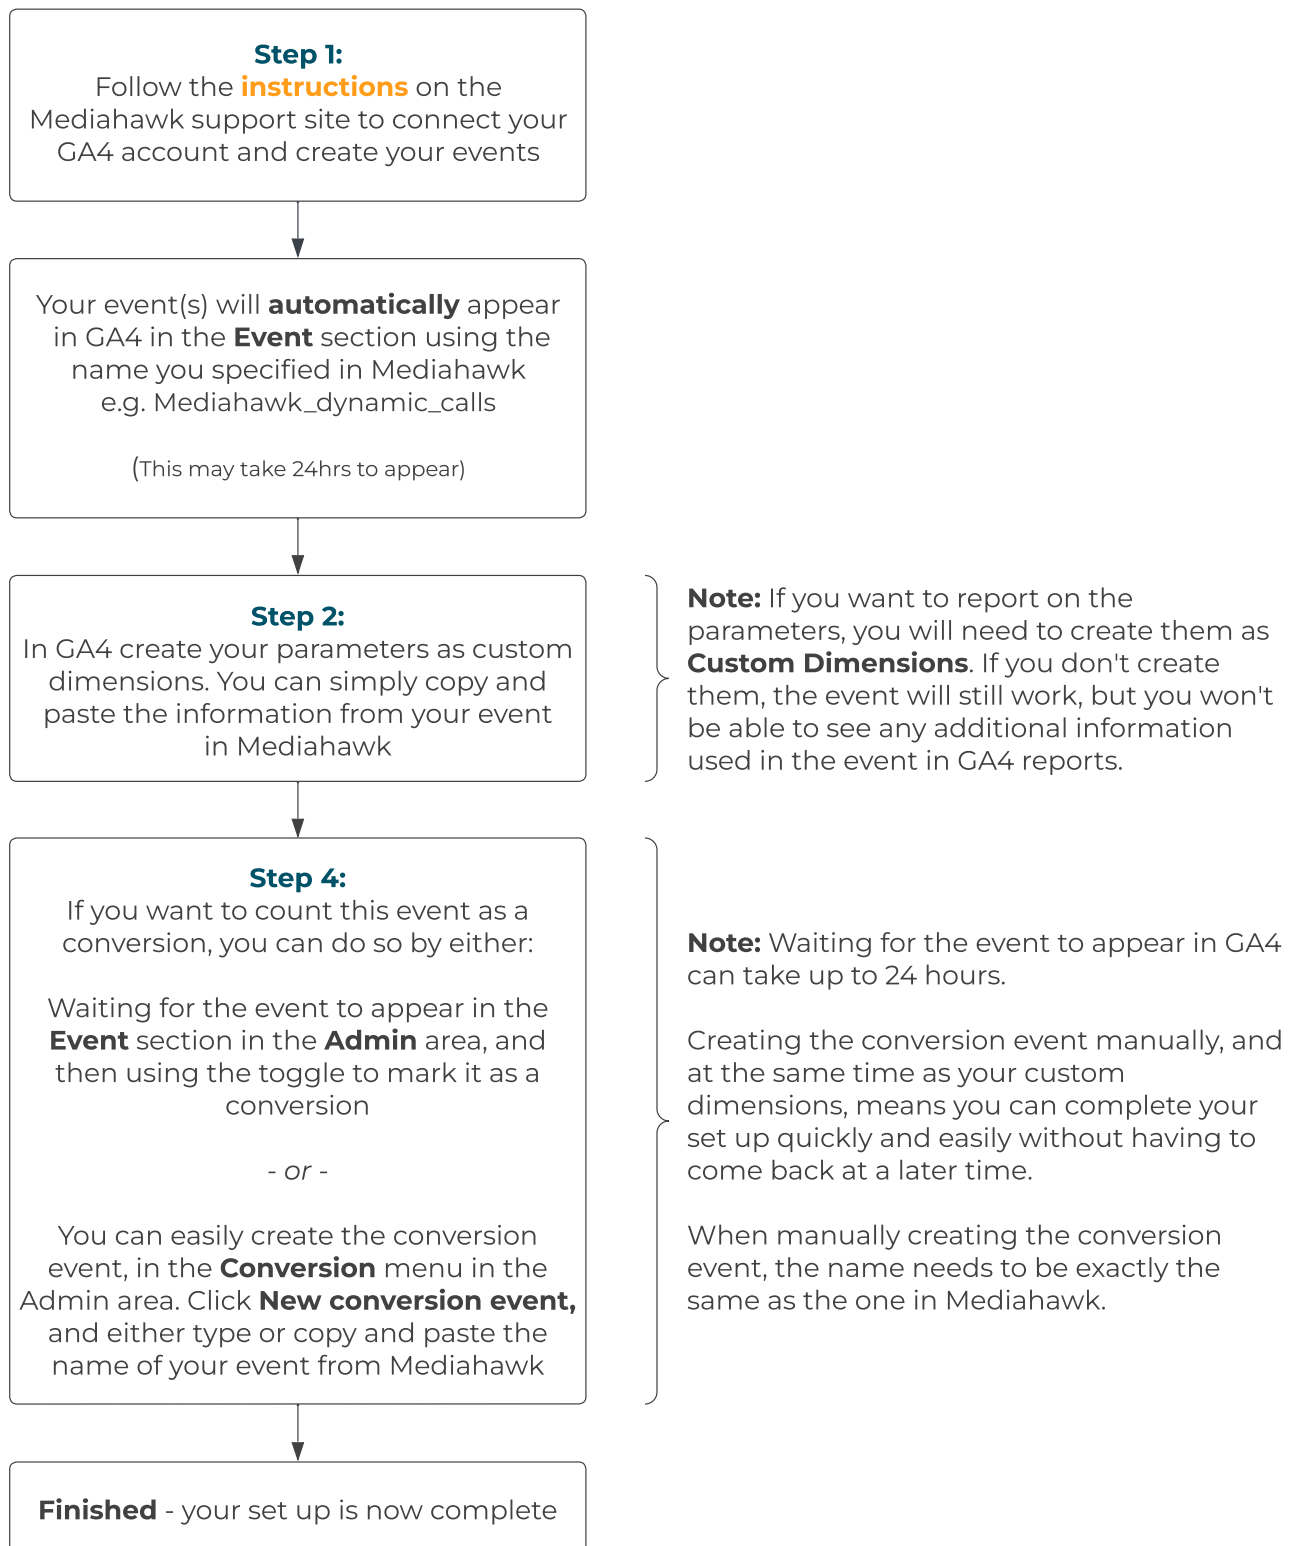 Step 1:
Follow the instructions on the
Mediahawk support site to connect your
GA4 account and create your events
Your event(s) will automatically appear
in GA4 in the Event section using the
name you specified in Mediahawk
e.g. Mediahawk_dynamic_calls
(This may take 24hrs to appear)
Step 2:
In GA4 create your parameters as custom
dimensions. You can simply copy and
paste the information from your event
in Mediahawk
Note: If you want to report on the
parameters, you will need to create them as
Custom Dimensions. If you don't create
them, the event will still work, but you won't
be able to see any additional information
used in the event in GA4 reports.
Step 4:
If you want to count this event as a
conversion, you can do so by either:
Waiting for the event to appear in the
Event section in the Admin area, and
then using the toggle to mark it as a
conversion
- or -
You can easily create the conversion
event, in the Conversion menu in the
Admin area. Click New conversion event,
and either type or copy and paste the
name of your event from Mediahawk
Note: Waiting for the event to appear in GA4
can take up to 24 hours.
Creating the conversion event manually, and
at the same time as your custom
dimensions, means you can complete your
set up quickly and easily without having to
come back at a later time.
When manually creating the conversion
event, the name needs to be exactly the
same as the one in Mediahawk.
Finished - your set up is now complete